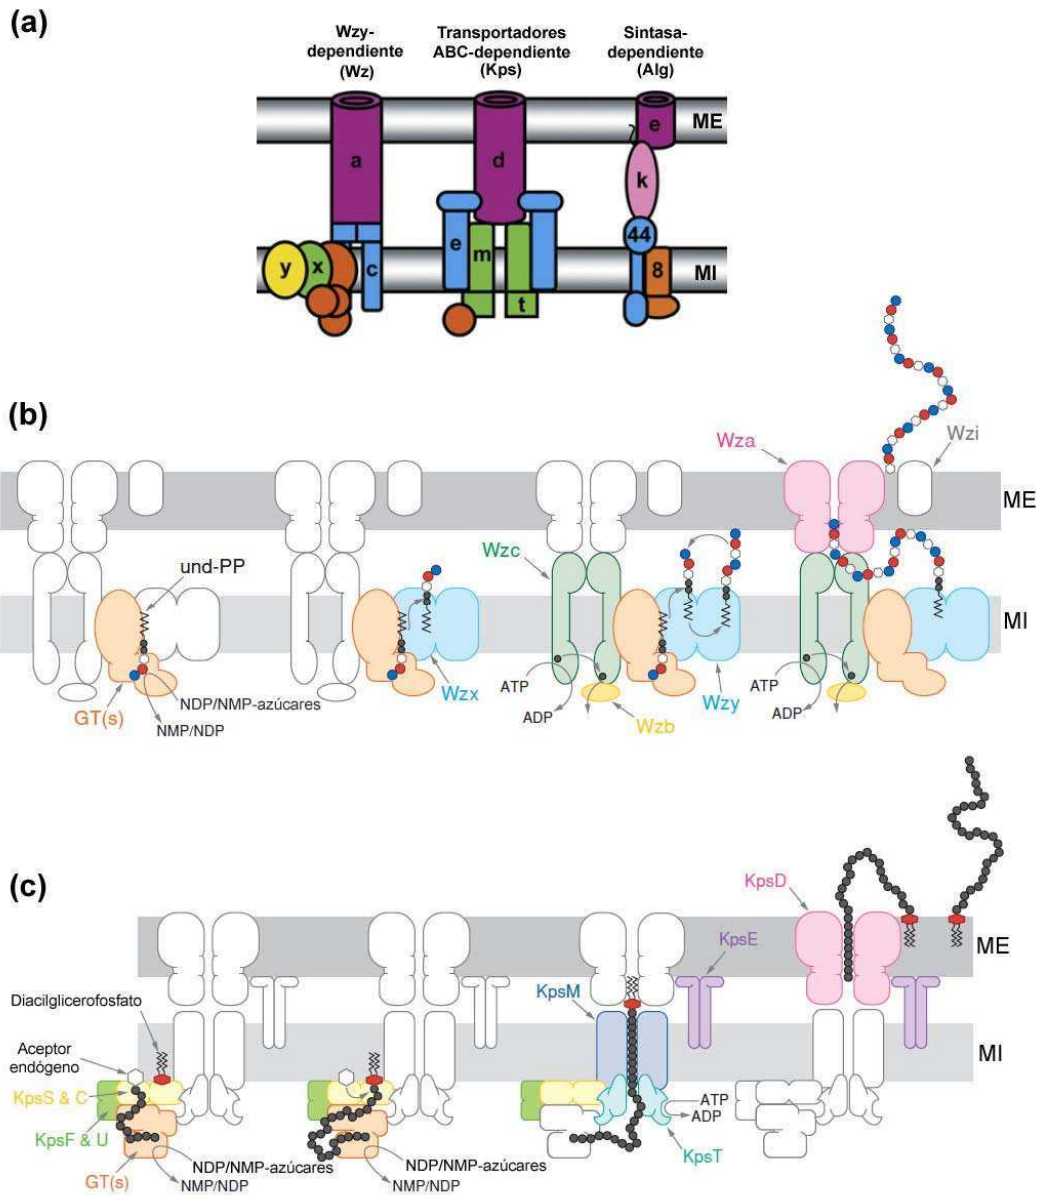 (a)
Wzy-
dependiente
(Wz)
Transportadores
ABC-dependiente
(Kps)
Sintasa-
dependiente
(Alg)
ME
a
d
e
k
44
y
x
c
e
m
t
8
MI
(b)
Wza
Wzi
ME
und-PP
Wzc
MI
GT(s)
NDP/NMP-azúcares
NMP/NDP
Wzx
ATP
ADP
Wzb
Wzy
ATP
ADP
(c)
KpsD
KpsE
ME
Diacilglicerofosfato
KpsM
Aceptor
endógeno
MI
KpsS & C
KpsF & U
GT(s)
NDP/NMP-azúcares
NMP/NDP
NDP/NMP-azúcares
NMP/NDP
ATP
ADP
KpsT